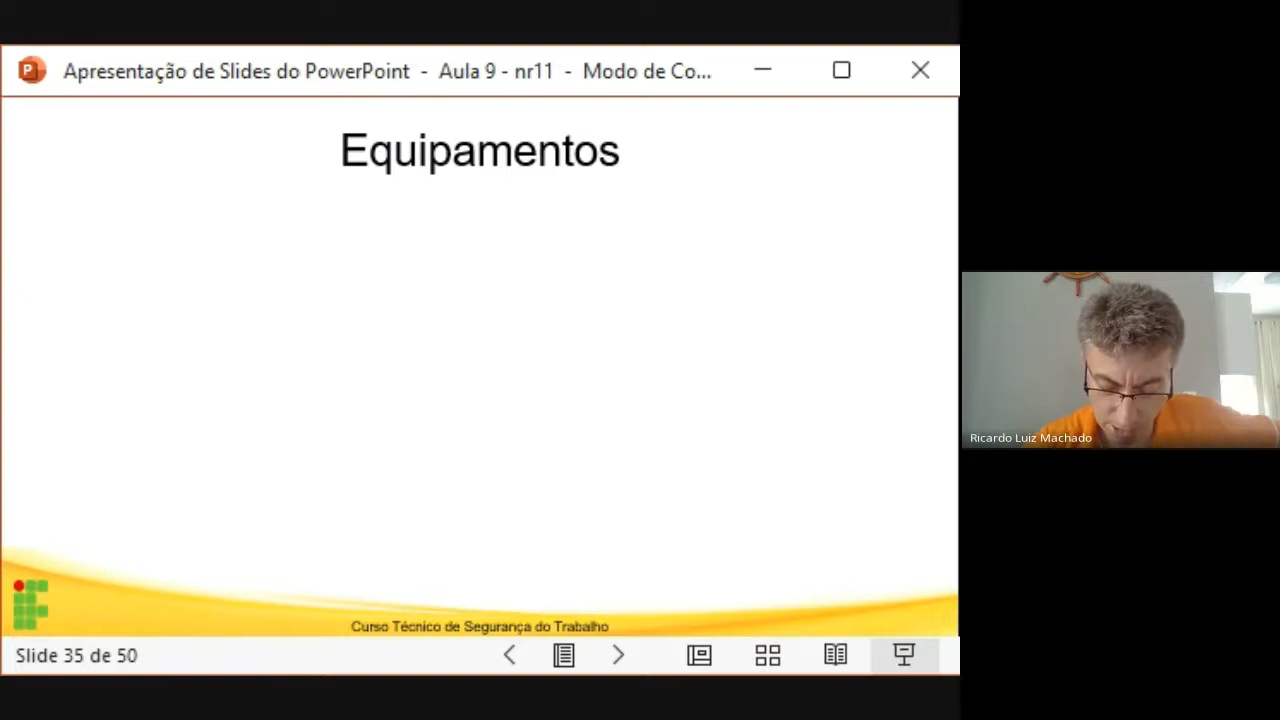 Apresentação de Slides do PowerPoint - Aula 9 - nr11 - Modo de Co...
Equipamentos
Ricardo Luiz Machado
Curso Técnico de Segurança do Trabalho
Slide 35 de 50